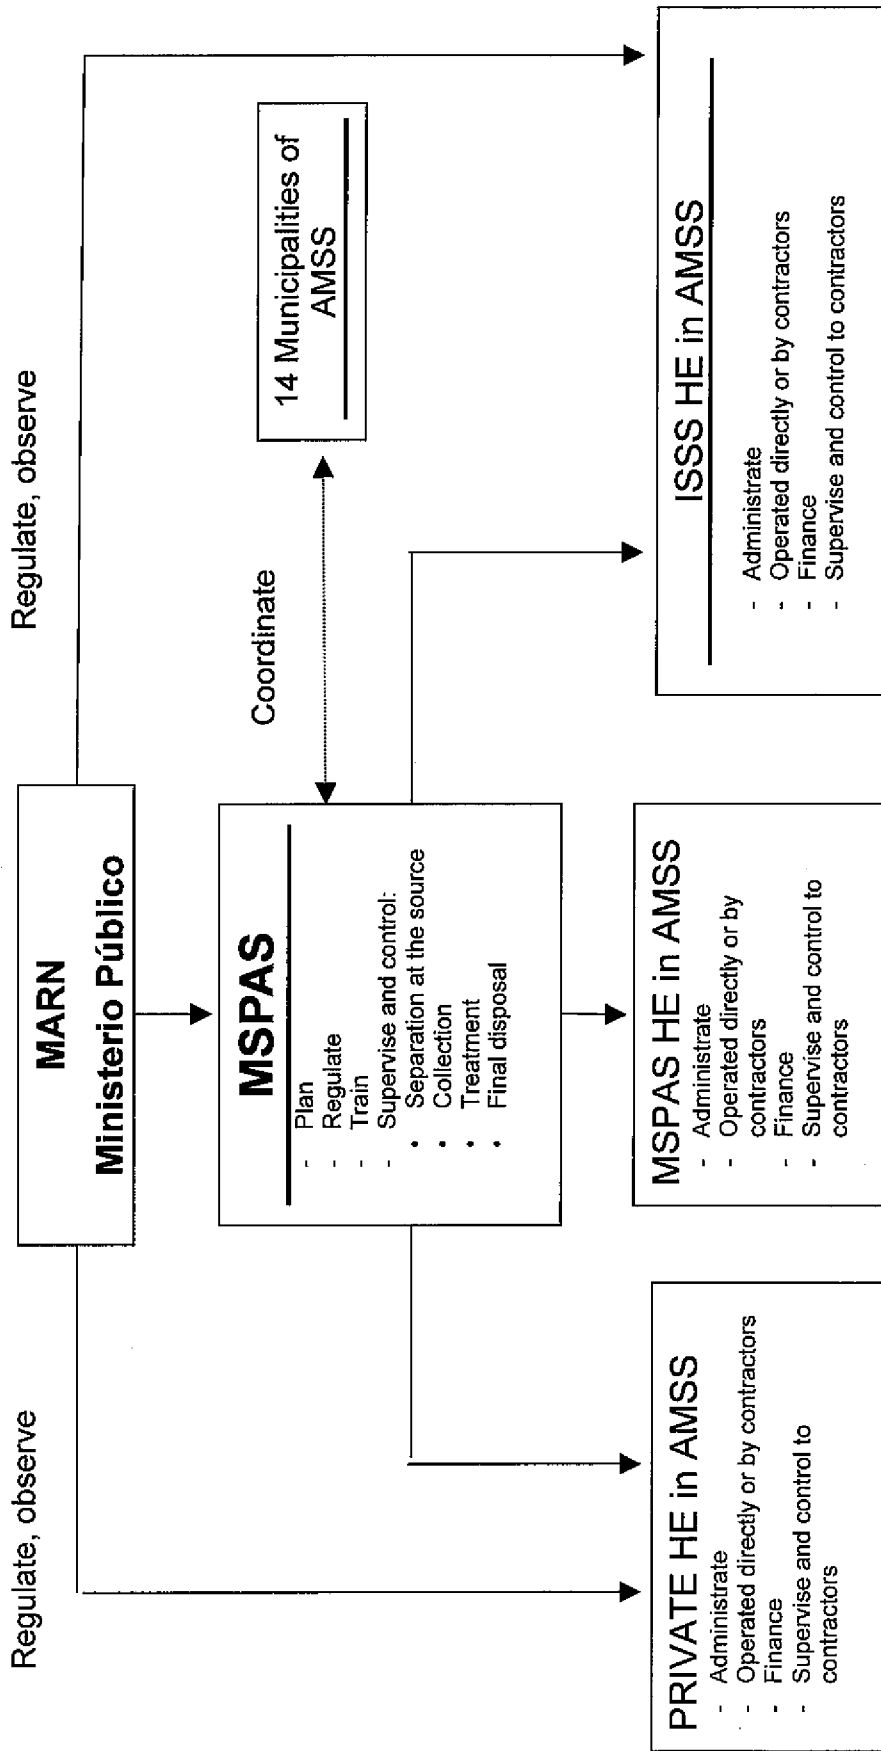 Regulate, observe
MARN
Ministerio Público
Regulate, observe
MSPAS
- Plan
- Regulate
- Train
- Supervise and control:
• Separation at the source
• Collection
• Treatment
• Final disposal
Coordinate
14 Municipalities of
AMSS
PRIVATE HE in AMSS
- Administrate
- Operated directly or by contractors
- Finance
- Supervise and control to
contractors
MSPAS HE in AMSS
- Administrate
- Operated directly or by
contractors
- Finance
- Supervise and control to
contractors
ISSS HE in AMSS
- Administrate
- Operated directly or by contractors
- Finance
- Supervise and control to contractors